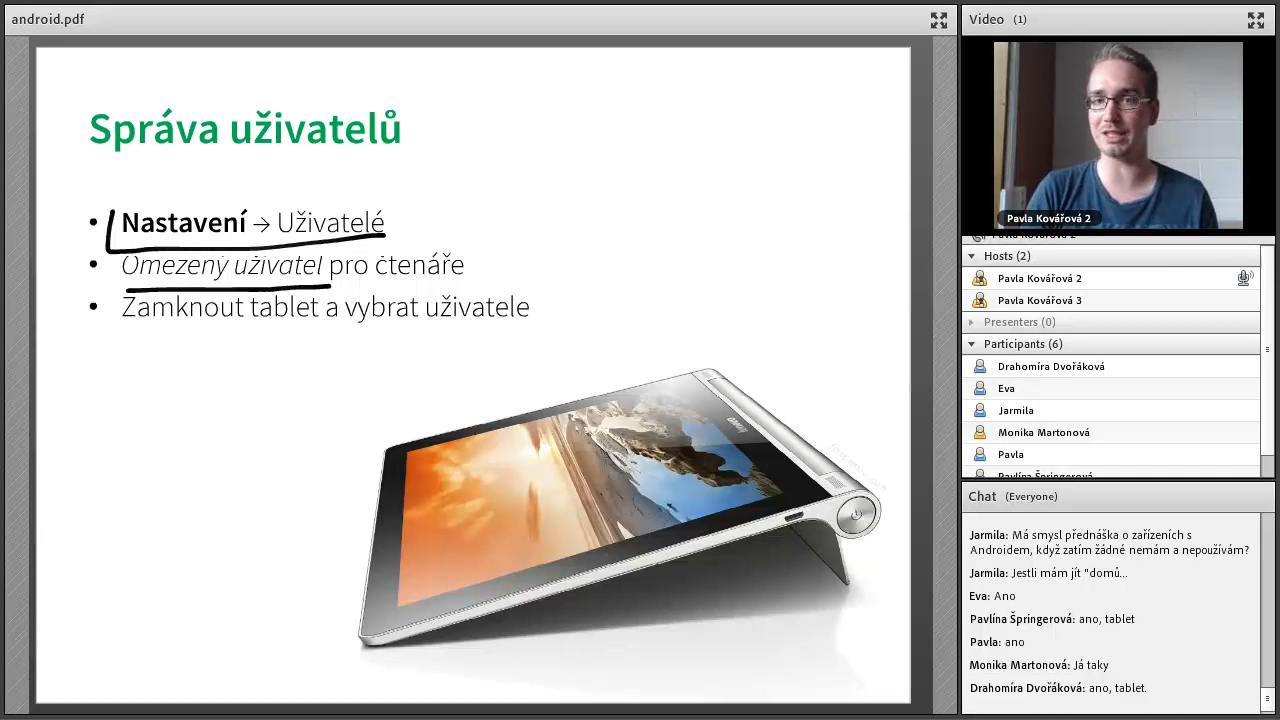 android.pdf
Správa uživatelů
• Nastavení → Uživatelé
• Omezený uživatel pro čtenáře
• Zamknout tablet a vybrat uživatele
lenovo
Video (1)
Pavla Kovářová 2
Pavla Kovářová 2
Hosts (2)
Pavla Kovářová 2
Pavla Kovářová 3
Presenters (0)
Participants (6)
Drahomíra Dvořáková
Eva
Jarmila
Monika Martonová
Pavla
Pavlína Špringerová
Chat (Everyone)
Jarmila: Má smysl přednáška o zařízeních s
Androidem, když zatím žádné nemám a nepoužívám?
Jarmila: Jestli mám jít "domů...
Eva: Ano
Pavlína Špringerová: ano, tablet
Pavla: ano
Monika Martonová: Já taky
Drahomíra Dvořáková: ano, tablet.